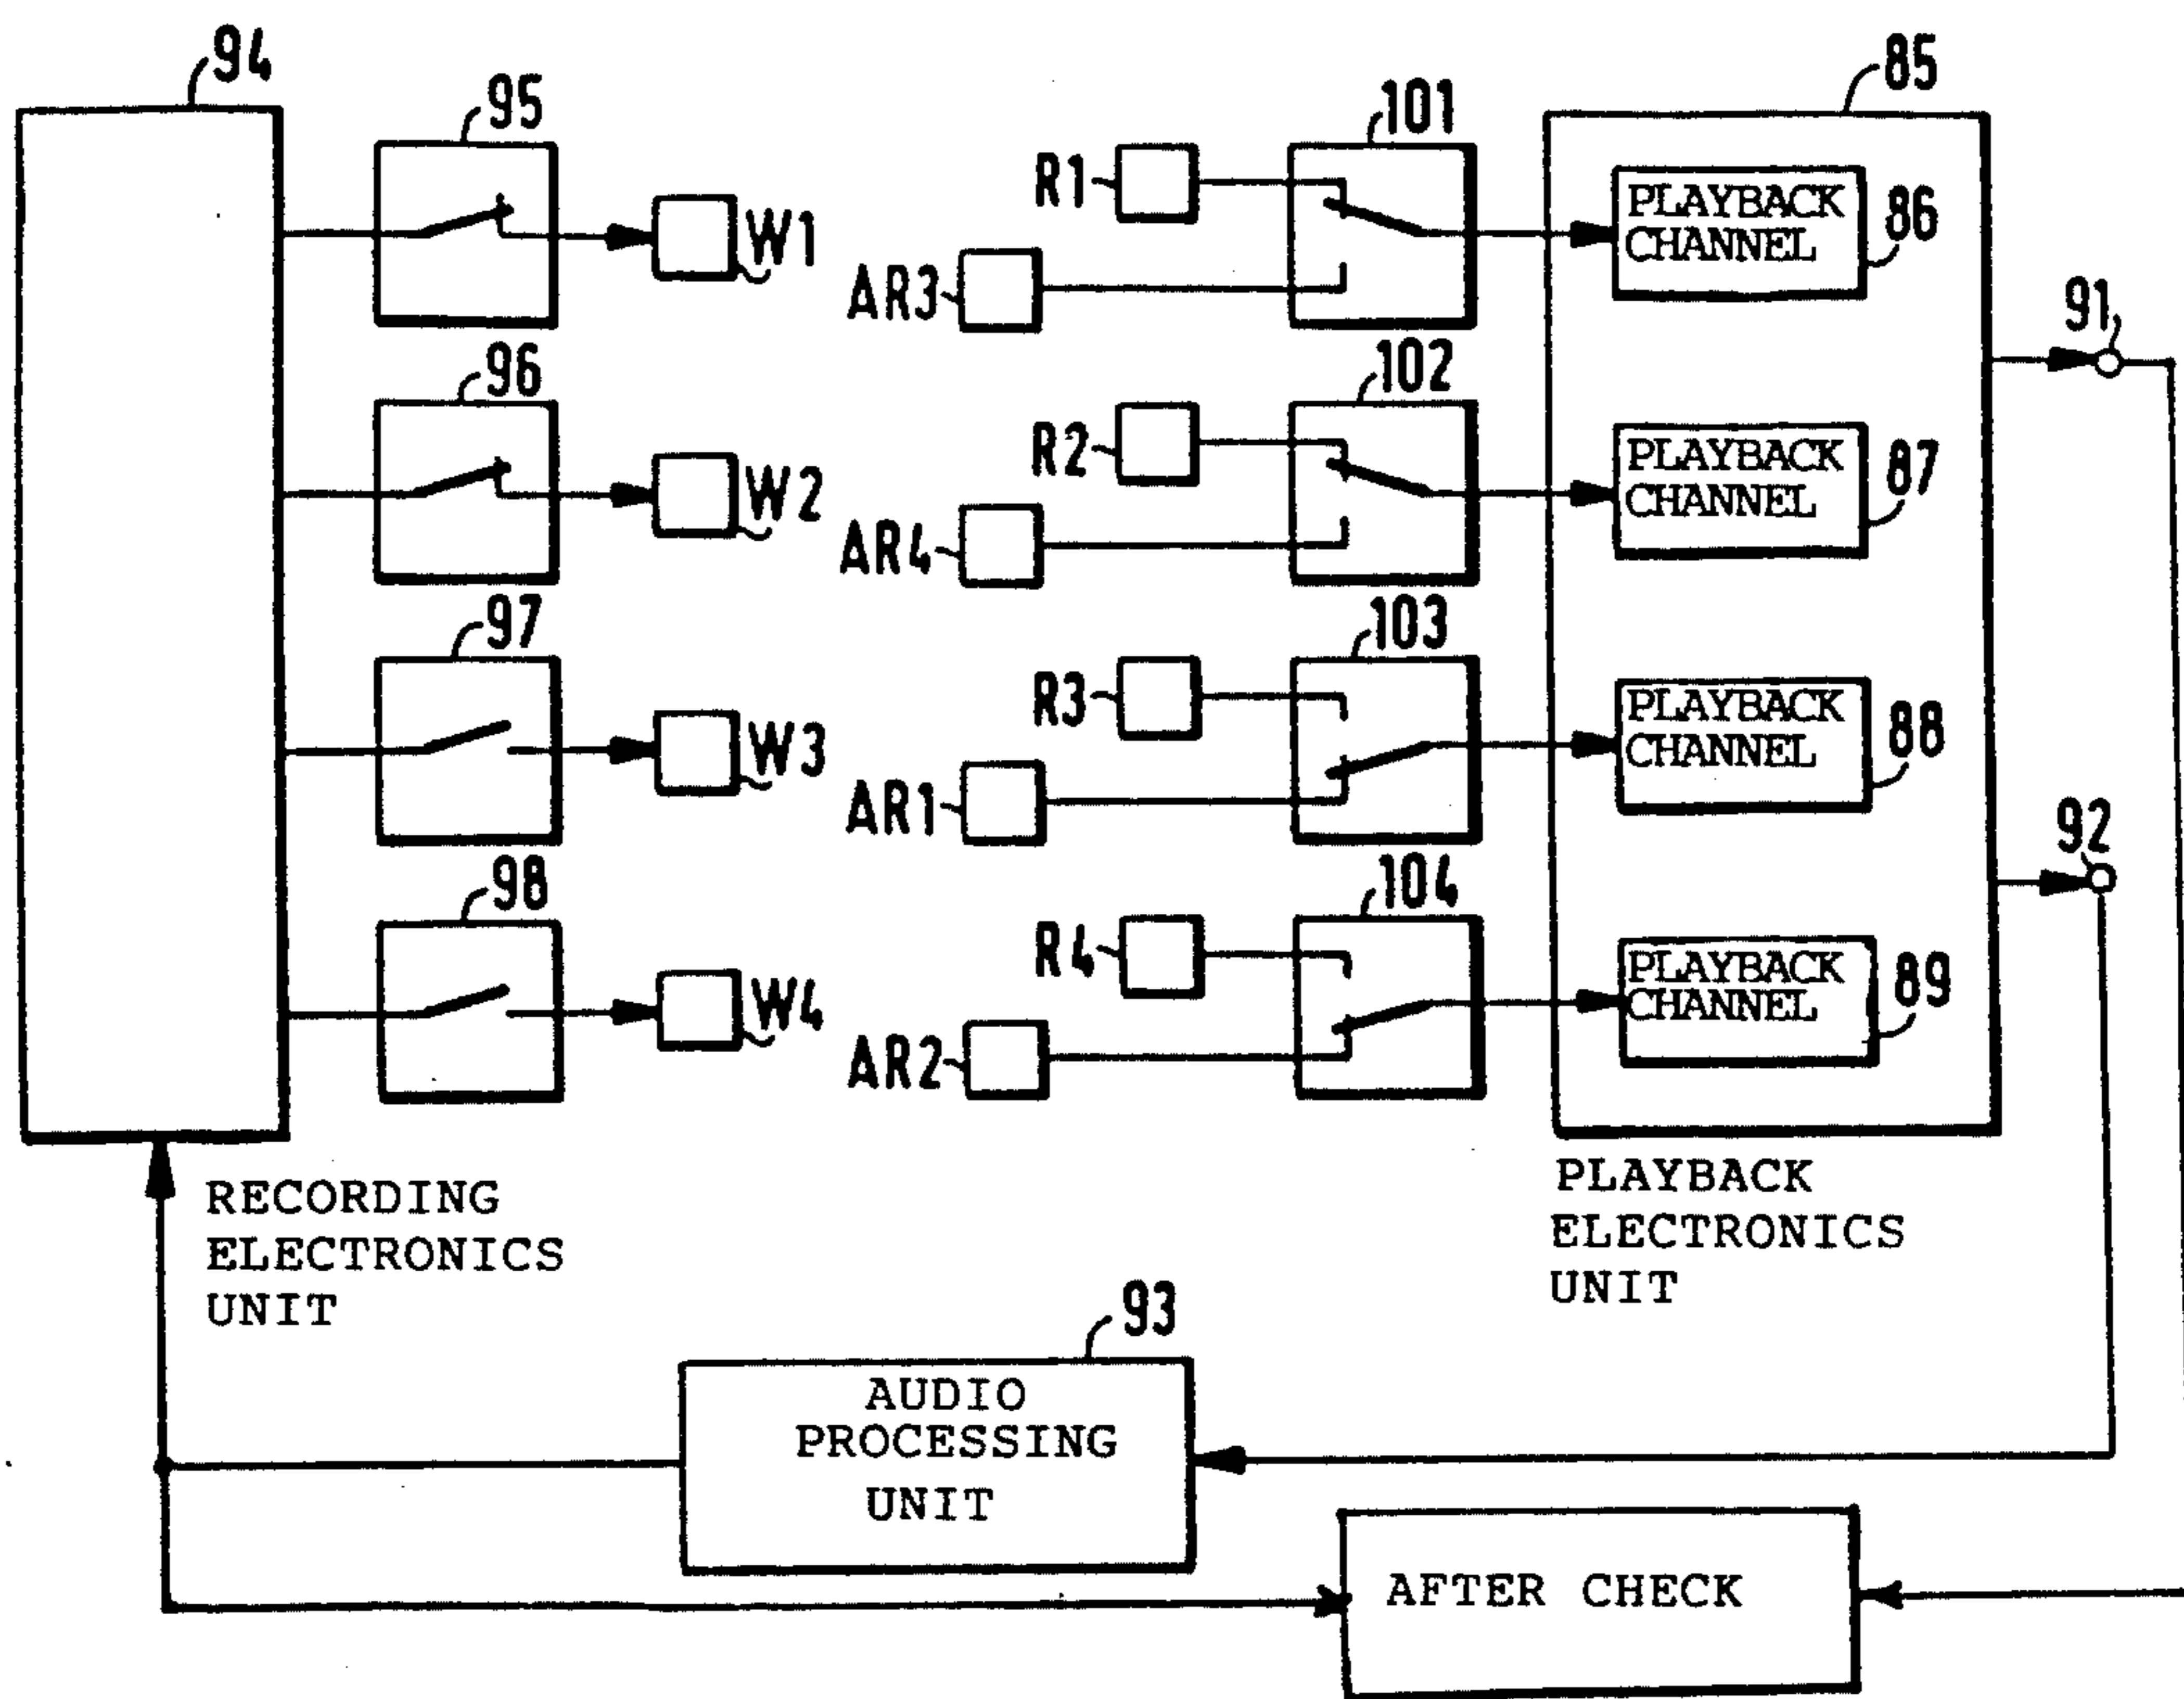 94
95
96
97
98
W1
W2
W3
W4
R1
AR3
R2
AR4
R3
AR1
R4
AR2
101
102
103
104
85
PLAYBACK
CHANNEL
86
PLAYBACK
CHANNEL
87
PLAYBACK
CHANNEL
88
PLAYBACK
CHANNEL
89
91
92
RECORDING
ELECTRONICS
UNIT
PLAYBACK
ELECTRONICS
UNIT
93
AUDIO
PROCESSING
UNIT
AFTER CHECK